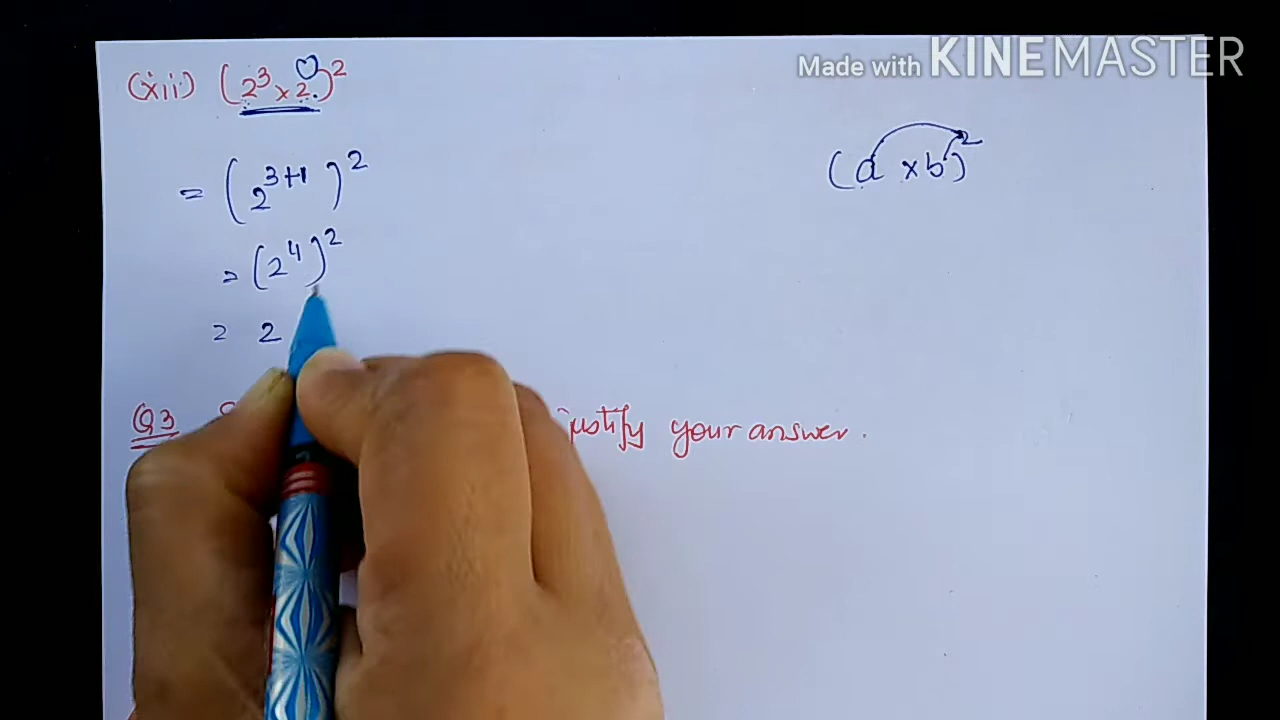 Made with KINEMASTER
(xii) (2³ × 2)²
(a × b)²
= (2³⁺¹)²
= (2⁴)²
= 2
Q3 justify your answer.